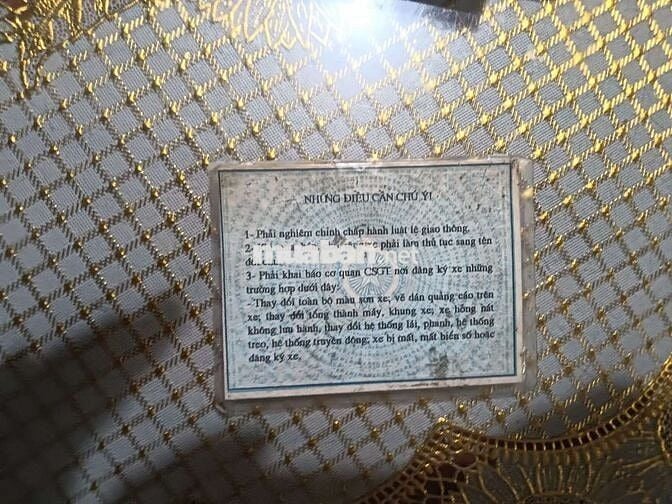 NHỮNG ĐIỀU CẦN CHÚ Ý!
1- Phải nghiêm chỉnh chấp hành luật lệ giao thông.
2- phải làm thủ tục sang tên
3- Phải khai báo cơ quan CSGT nơi đăng ký xe những
trường hợp dưới đây:
- Thay đổi toàn bộ màu sơn xe; vẽ dán quảng cáo trên
xe; thay đổi tổng thành máy, khung xe; xe hỏng nát
không lưu hành, thay đổi hệ thống lái, phanh, hệ thống
treo, hệ thống truyền động; xe bị mất, mất biển số hoặc
đăng ký xe.
muaban.net